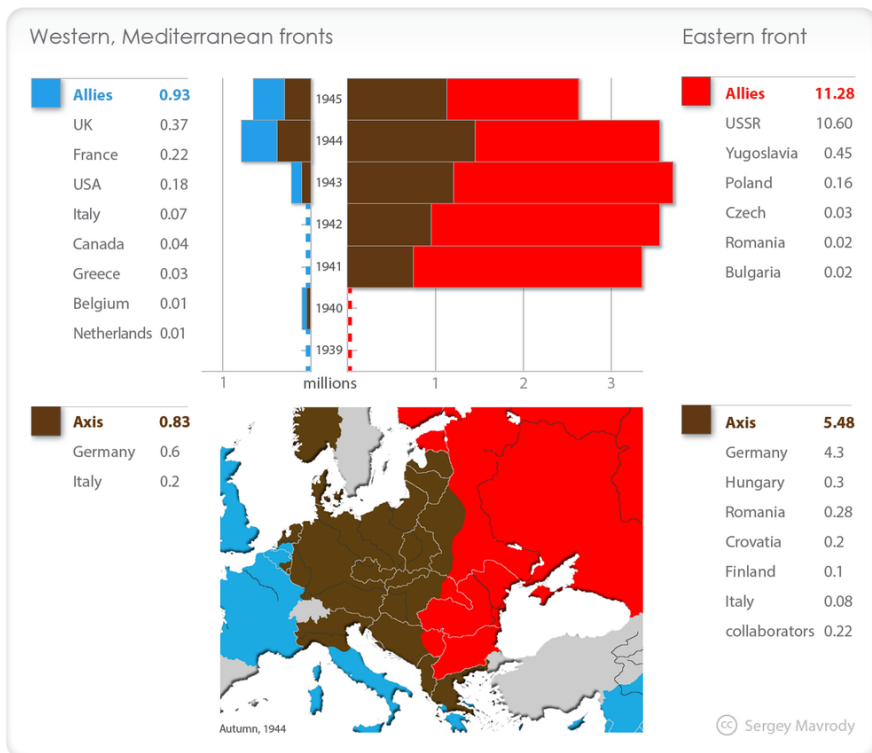 Western, Mediterranean fronts
Eastern front
Allies 0.93
UK 0.37
France 0.22
USA 0.18
Italy 0.07
Canada 0.04
Greece 0.03
Belgium 0.01
Netherlands 0.01
1945
1944
1943
1942
1941
1940
1939
1 millions 1 2 3
Allies 11.28
USSR 10.60
Yugoslavia 0.45
Poland 0.16
Czech 0.03
Romania 0.02
Bulgaria 0.02
Axis 0.83
Germany 0.6
Italy 0.2
Autumn, 1944
Axis 5.48
Germany 4.3
Hungary 0.3
Romania 0.28
Crovatia 0.2
Finland 0.1
Italy 0.08
collaborators 0.22
cc Sergey Mavrody